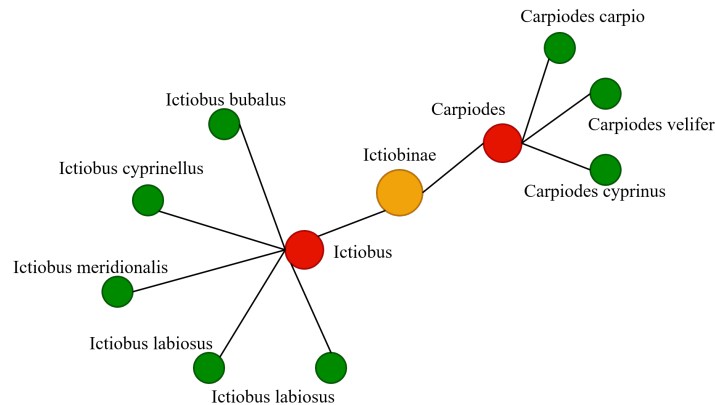 Carpiodes carpio
Ictiobus bubalus
Carpiodes
Carpiodes velifer
Ictiobinae
Ictiobus cyprinellus
Carpiodes cyprinus
Ictiobus
Ictiobus meridionalis
Ictiobus labiosus
Ictiobus labiosus